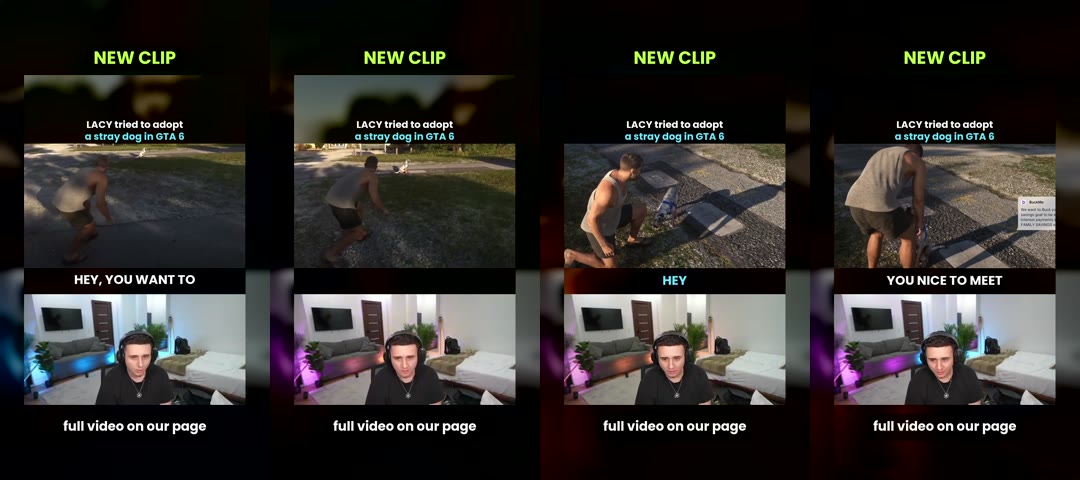 NEW CLIP
LACY tried to adopt
a stray dog in GTA 6
HEY, YOU WANT TO
full video on our page
NEW CLIP
LACY tried to adopt
a stray dog in GTA 6
full video on our page
NEW CLIP
LACY tried to adopt
a stray dog in GTA 6
HEY
full video on our page
NEW CLIP
LACY tried to adopt
a stray dog in GTA 6
YOU NICE TO MEET
full video on our page